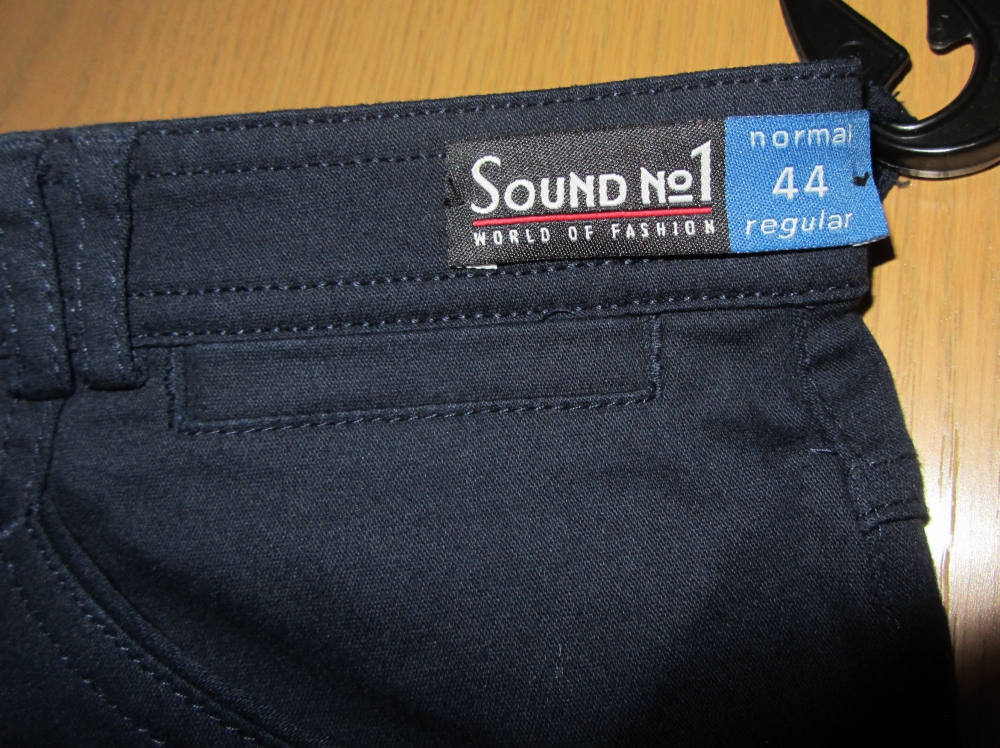 SOUND No1
WORLD OF FASHION
normal
44
regular